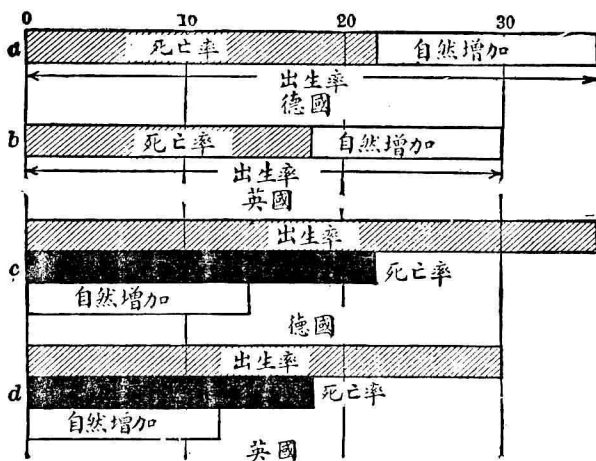 0 10 20 30
a 死亡率 自然增加
出生率
德國
b 死亡率 自然增加
出生率
英國
出生率
c 死亡率
自然增加
德國
出生率
d 死亡率
自然增加
英國